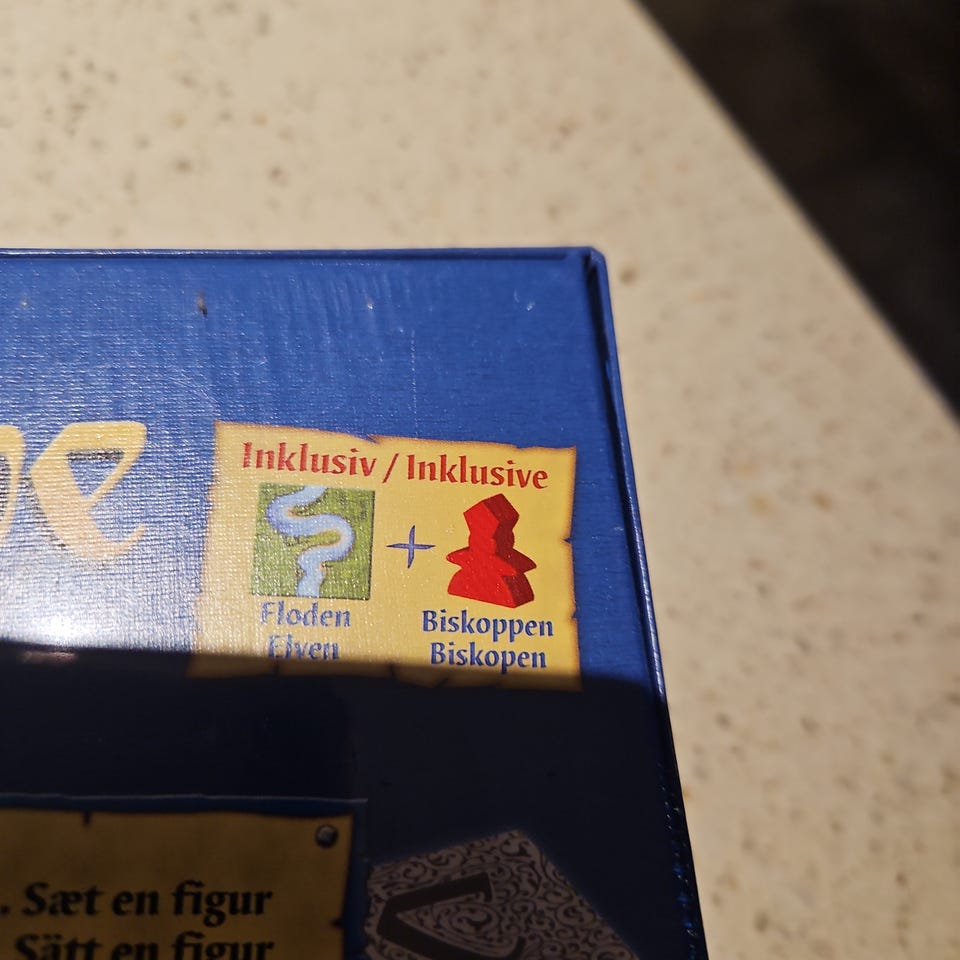 Inklusiv / Inklusive
+
Floden
Elven
Biskoppen
Biskopen
. Sæt en figur
Sätt en figur